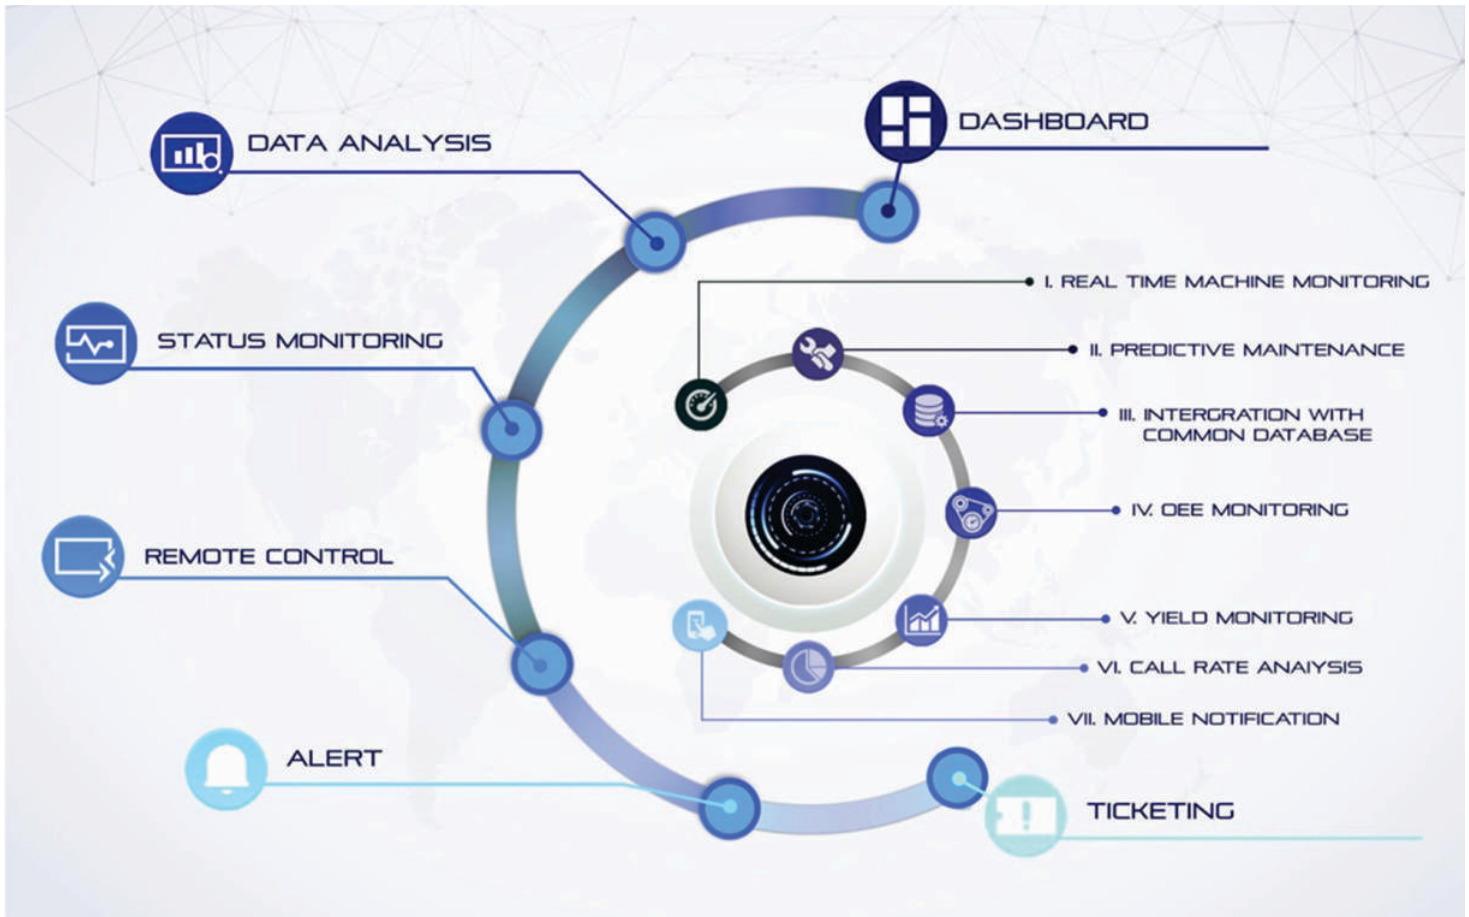 DATA ANALYSIS
DASHBOARD
STATUS MONITORING
REMOTE CONTROL
ALERT
TICKETING
I. REAL TIME MACHINE MONITORING
II. PREDICTIVE MAINTENANCE
III. INTERGRATION WITH
COMMON DATABASE
IV. OEE MONITORING
V. YIELD MONITORING
VI. CALL RATE ANAIYSIS
VII. MOBILE NOTIFICATION